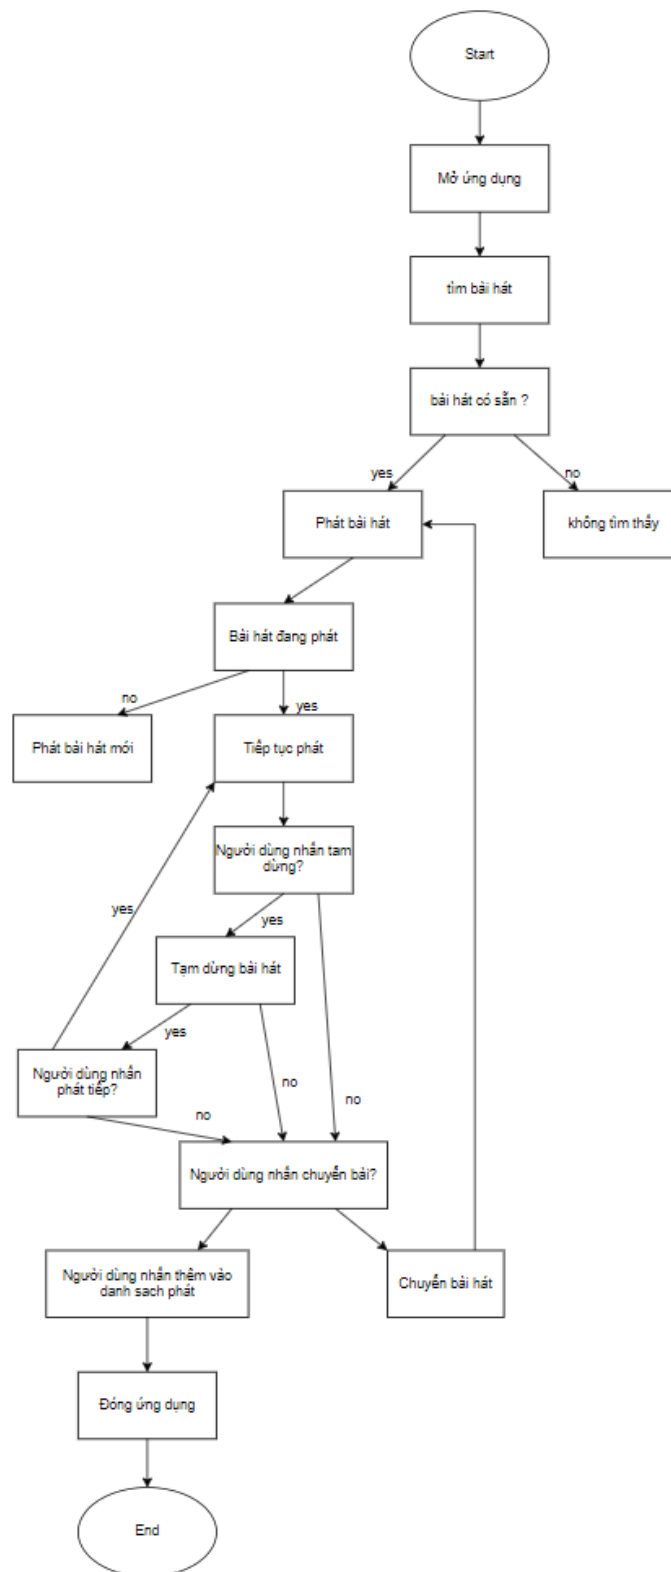 Start
Mở ứng dụng
tìm bài hát
bài hát có sẵn ?
yes
no
Phát bài hát
không tìm thấy
Bài hát đang phát
no
yes
Phát bài hát mới
Tiếp tục phát
Người dùng nhấn tam
dừng?
yes
yes
Tạm dừng bài hát
yes
Người dùng nhấn
phát tiếp?
no
no
no
Người dùng nhấn chuyển bài?
Người dùng nhấn thêm vào
danh sach phát
Chuyển bài hát
Đóng ứng dụng
End